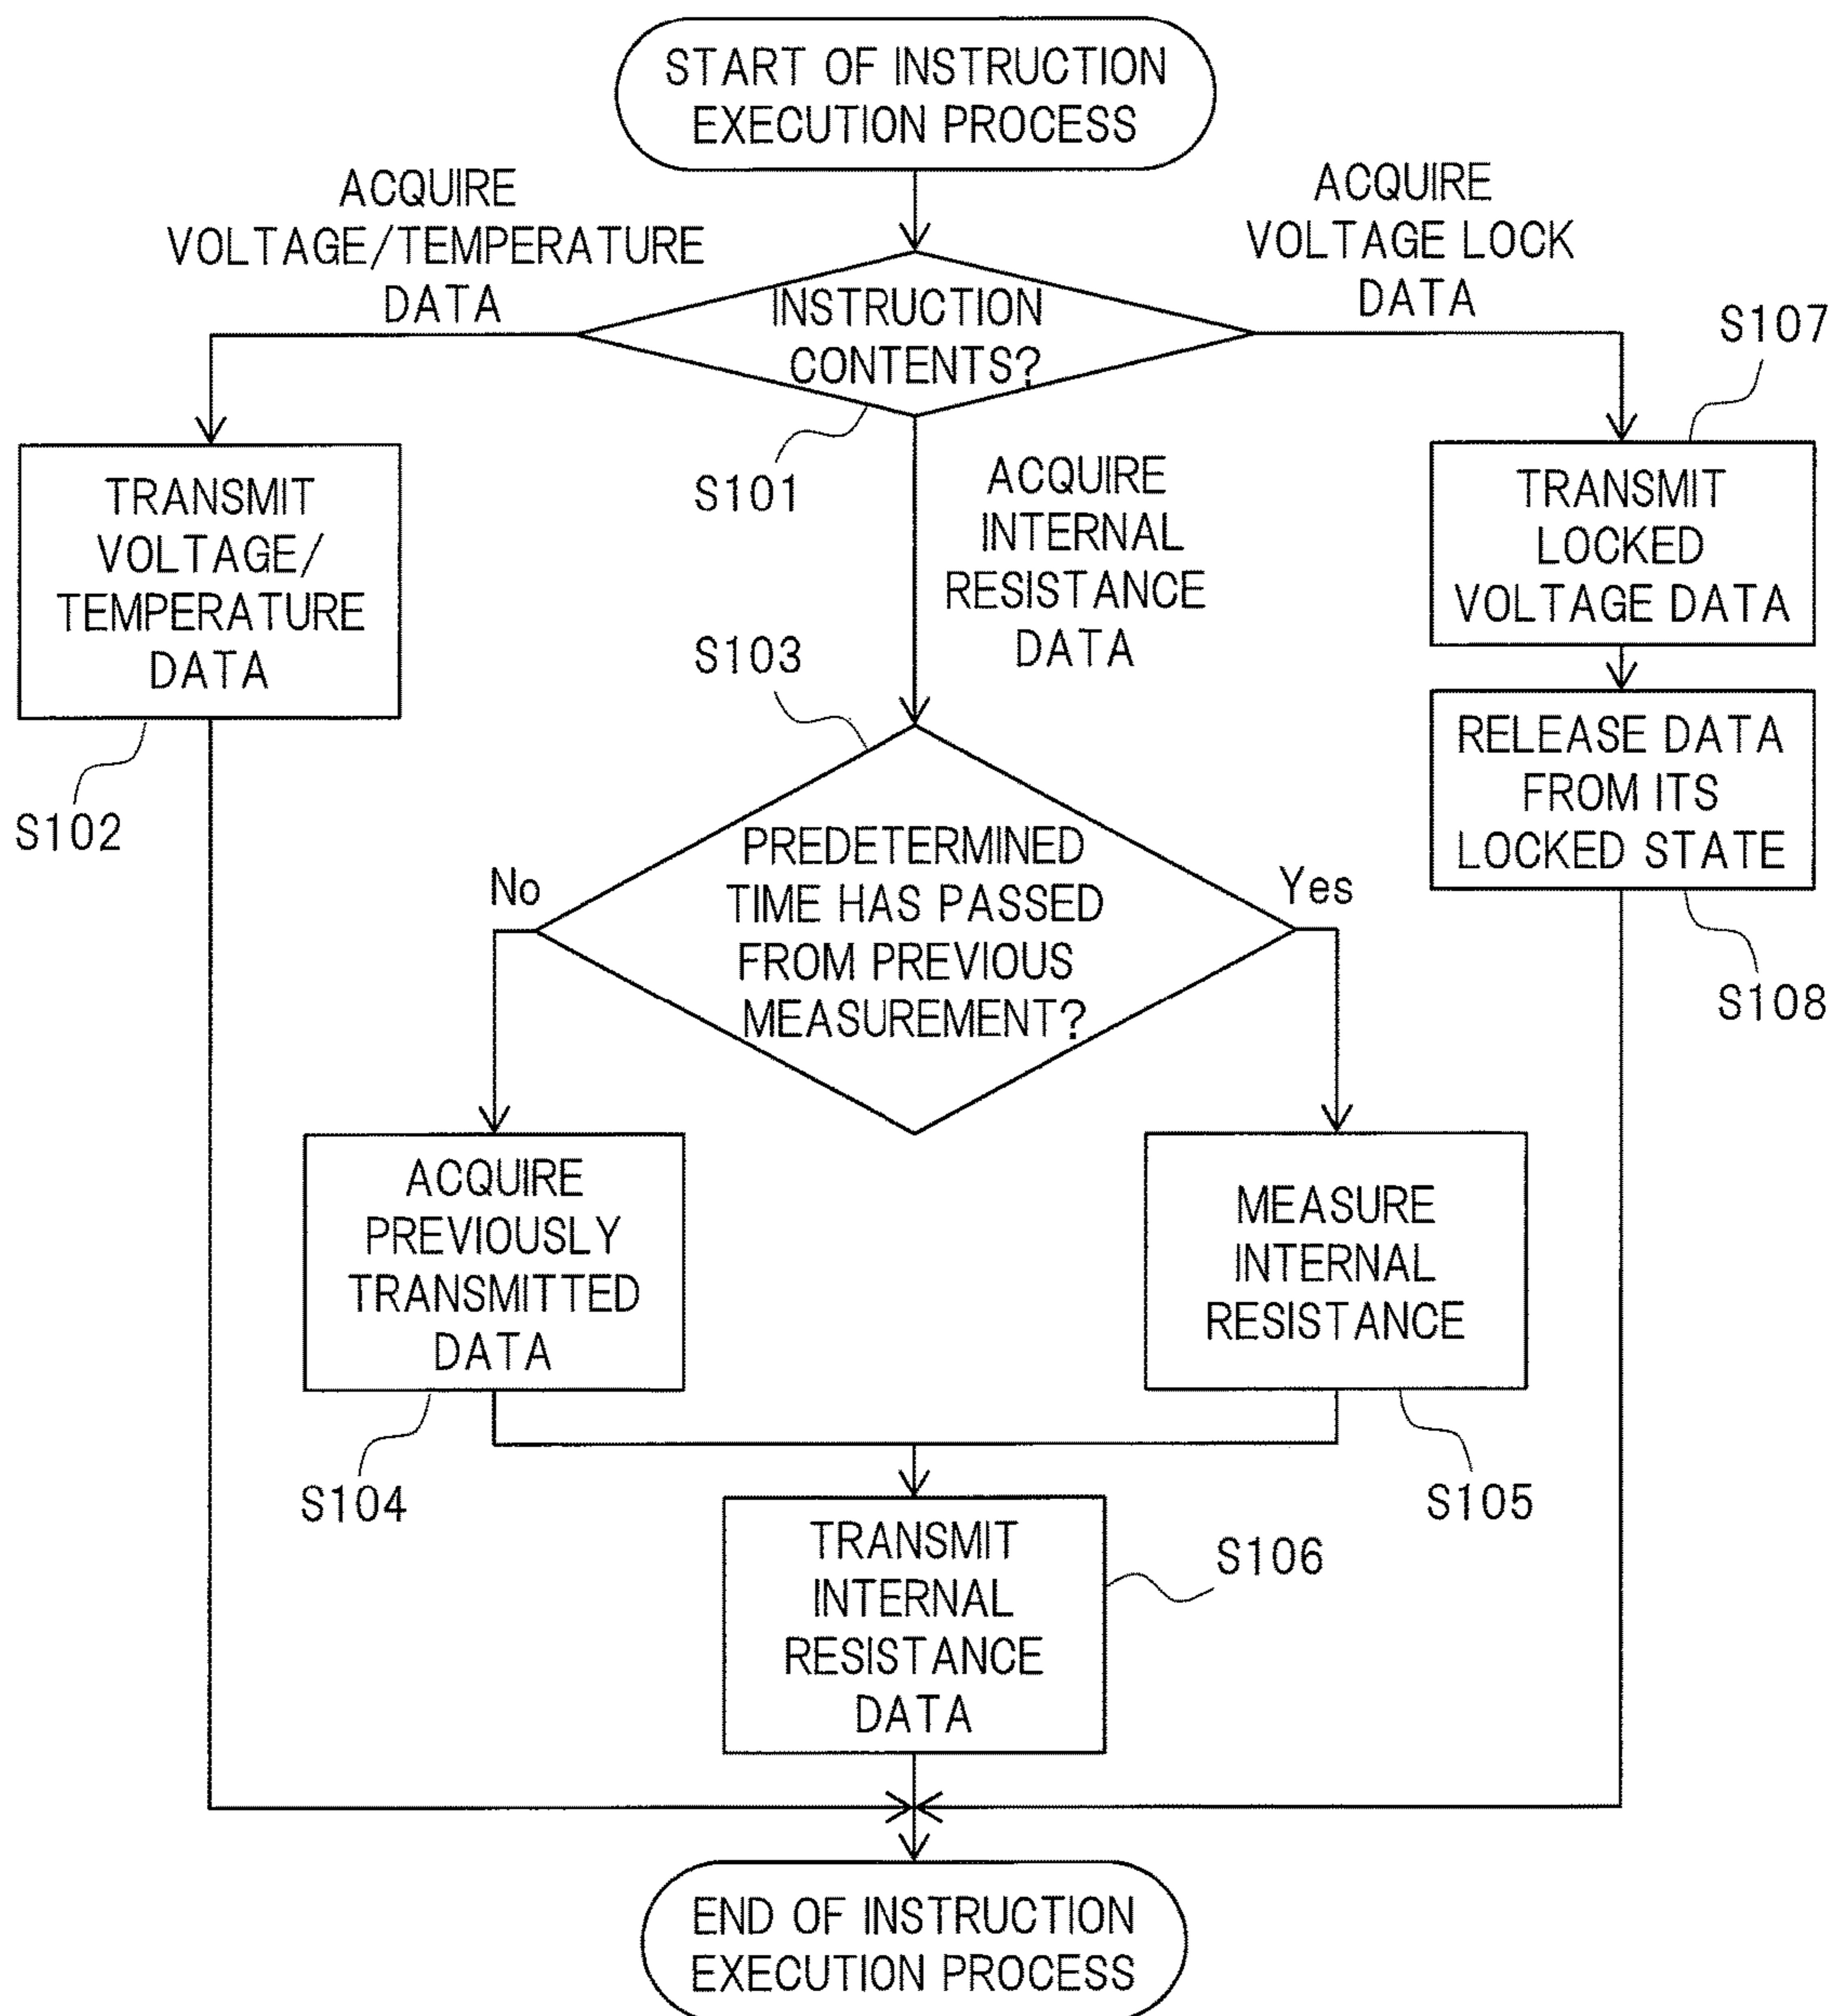 START OF INSTRUCTION
EXECUTION PROCESS
ACQUIRE
VOLTAGE/TEMPERATURE
DATA
ACQUIRE
VOLTAGE LOCK
DATA
INSTRUCTION
CONTENTS?
S107
S101
TRANSMIT
VOLTAGE/
TEMPERATURE
DATA
ACQUIRE
INTERNAL
RESISTANCE
DATA
TRANSMIT
LOCKED
VOLTAGE DATA
S103
S102
RELEASE DATA
FROM ITS
LOCKED STATE
S108
No
PREDETERMINED
TIME HAS PASSED
FROM PREVIOUS
MEASUREMENT?
Yes
ACQUIRE
PREVIOUSLY
TRANSMITTED
DATA
MEASURE
INTERNAL
RESISTANCE
S104
S105
TRANSMIT
INTERNAL
RESISTANCE
DATA
S106
END OF INSTRUCTION
EXECUTION PROCESS